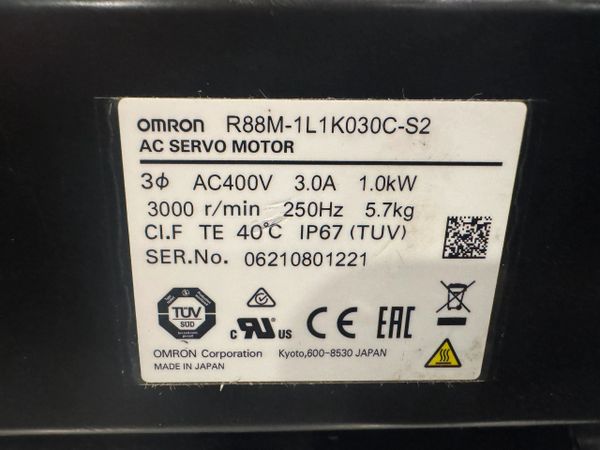 OMRON R88M-1L1K030C-S2
AC SERVO MOTOR
3ϕ AC400V 3.0A 1.0kW
3000 r/min 250Hz 5.7kg
CI.F TE 40℃ IP67 (TUV)
SER.No. 06210801221
TÜV
SÜD
c RU us CE EAC
OMRON Corporation Kyoto,600-8530 JAPAN
MADE IN JAPAN